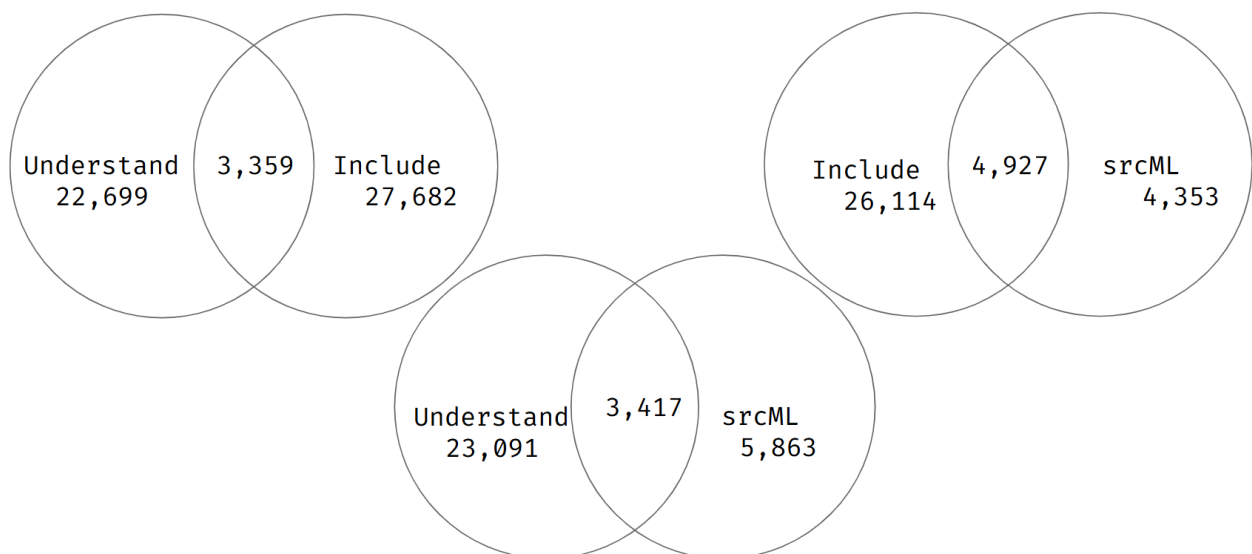 Understand 3,359 Include
22,699 27,682
Include 4,927 srcML
26,114 4,353
Understand 3,417 srcML
23,091 5,863